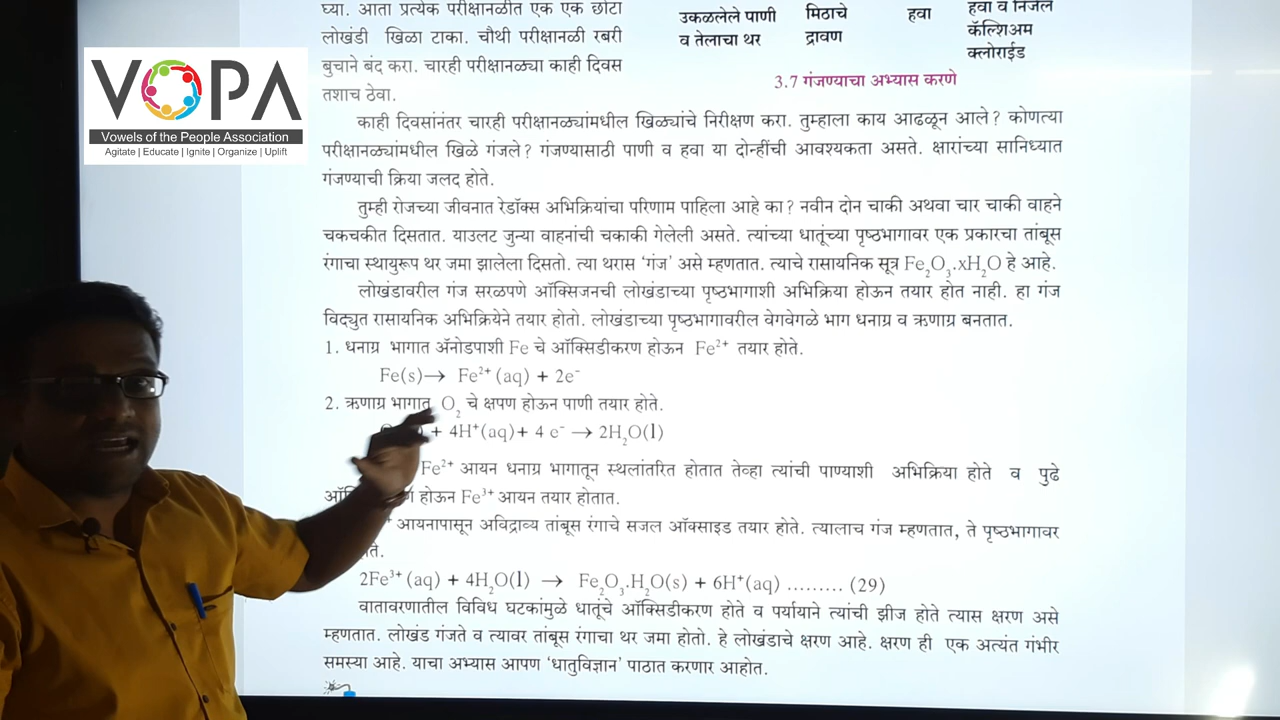 घ्या. आता प्रत्येक परीक्षानळीत एक एक छोटा
लोखंडी खिळा टाका. चौथी परीक्षानळी रबरी
बुचाने बंद करा. चारही परीक्षानळ्या काही दिवस
तशाच ठेवा.
उकळलेले पाणी
व तेलाचा थर
मिठाचे
द्रावण
हवा
हवा व निर्जल
कॅल्शिअम
क्लोराईड
3.7 गंजण्याचा अभ्यास करणे
VOPA
Vowels of the People Association
Agitate | Educate | Ignite | Organize | Uplift
काही दिवसांनंतर चारही परीक्षानळ्यांमधील खिळ्यांचे निरीक्षण करा. तुम्हाला काय आढळून आले? कोणत्या
परीक्षानळ्यांमधील खिळे गंजले? गंजण्यासाठी पाणी व हवा या दोन्हींची आवश्यकता असते. क्षारांच्या सानिध्यात
गंजण्याची क्रिया जलद होते.
तुम्ही रोजच्या जीवनात रेडॉक्स अभिक्रियांचा परिणाम पाहिला आहे का? नवीन दोन चाकी अथवा चार चाकी वाहने
चकचकीत दिसतात. याउलट जुन्या वाहनांची चकाकी गेलेली असते. त्यांच्या धातूंच्या पृष्ठभागावर एक प्रकारचा तांबूस
रंगाचा स्थायुरूप थर जमा झालेला दिसतो. त्या थरास ‘गंज’ असे म्हणतात. त्याचे रासायनिक सूत्र Fe₂O₃.xH₂O हे आहे.
लोखंडावरील गंज सरळपणे ऑक्सिजनची लोखंडाच्या पृष्ठभागाशी अभिक्रिया होऊन तयार होत नाही. हा गंज
विद्युत रासायनिक अभिक्रियेने तयार होतो. लोखंडाच्या पृष्ठभागावरील वेगवेगळे भाग धनाग्र व ऋणाग्र बनतात.
1. धनाग्र भागात ॲनोडपाशी Fe चे ऑक्सिडीकरण होऊन Fe²⁺ तयार होते.
Fe(s)→ Fe²⁺ (aq) + 2e⁻
2. ऋणाग्र भागात O₂ चे क्षपण होऊन पाणी तयार होते.
+ 4H⁺(aq)+ 4 e⁻ → 2H₂O(l)
Fe²⁺ आयन धनाग्र भागातून स्थलांतरित होतात तेव्हा त्यांची पाण्याशी अभिक्रिया होते व पुढे
होऊन Fe³⁺ आयन तयार होतात.
आयनापासून अविद्राव्य तांबूस रंगाचे सजल ऑक्साइड तयार होते. त्यालाच गंज म्हणतात, ते पृष्ठभागावर
2Fe³⁺ (aq) + 4H₂O(l) → Fe₂O₃.H₂O(s) + 6H⁺(aq) ......... (29)
वातावरणातील विविध घटकांमुळे धातूंचे ऑक्सिडीकरण होते व पर्यायाने त्यांची झीज होते त्यास क्षरण असे
म्हणतात. लोखंड गंजते व त्यावर तांबूस रंगाचा थर जमा होतो. हे लोखंडाचे क्षरण आहे. क्षरण ही एक अत्यंत गंभीर
समस्या आहे. याचा अभ्यास आपण ‘धातुविज्ञान’ पाठात करणार आहोत.